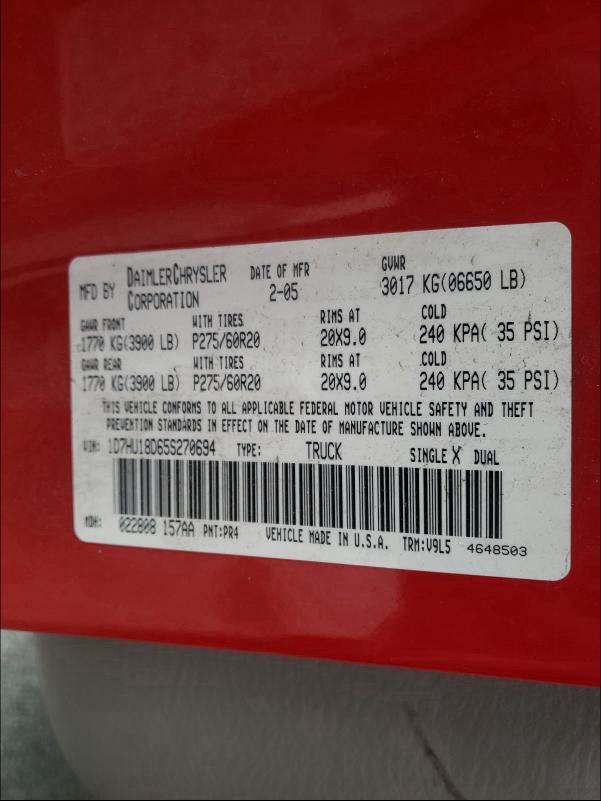 MFD BY DAIMLERCHRYSLER CORPORATION DATE OF MFR 2-05 GVWR 3017 KG(06650 LB)
GAWR FRONT WITH TIRES RIMS AT COLD
1770 KG(3900 LB) P275/60R20 20X9.0 240 KPA( 35 PSI)
GAWR REAR WITH TIRES RIMS AT COLD
1770 KG(3900 LB) P275/60R20 20X9.0 240 KPA( 35 PSI)
THIS VEHICLE CONFORMS TO ALL APPLICABLE FEDERAL MOTOR VEHICLE SAFETY AND THEFT
PREVENTION STANDARDS IN EFFECT ON THE DATE OF MANUFACTURE SHOWN ABOVE.
VIN: 1D7HU18D65S270694 TYPE: TRUCK SINGLE X DUAL
MDH: 022808 157AA PNT:PR4 VEHICLE MADE IN U.S.A. TRM:V9L5 4648503